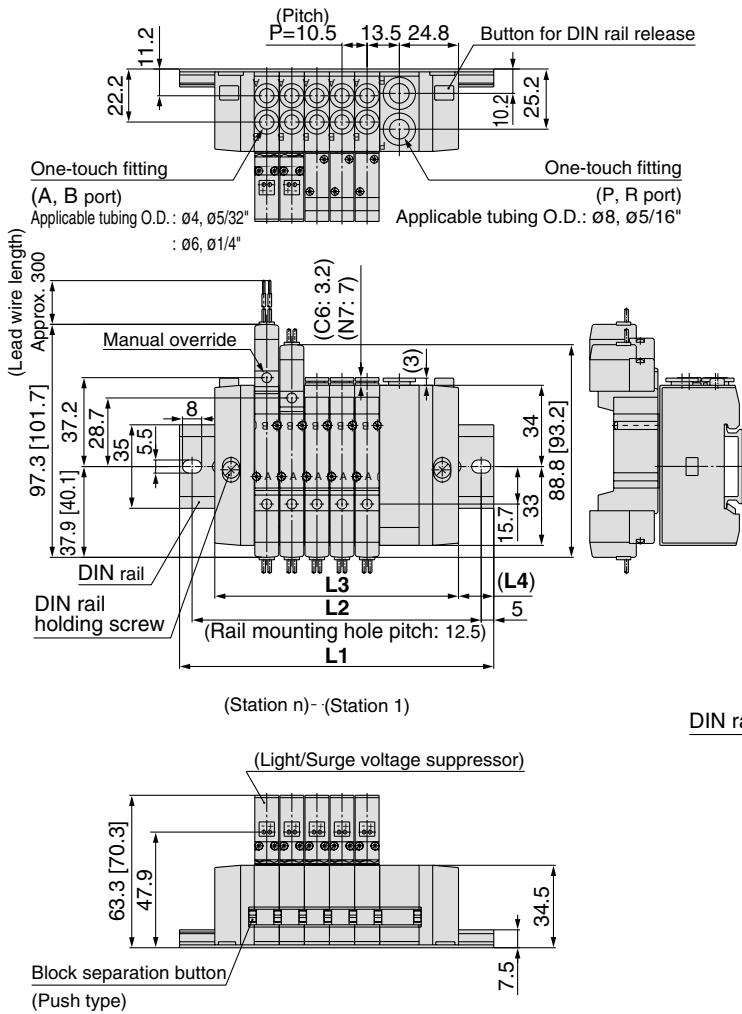 (Pitch)
P=10.5
13.5
24.8
Button for DIN rail release
11.2
22.2
10.2
25.2
One-touch fitting
(A, B port)
Applicable tubing O.D. : ø4, ø5/32"
: ø6, ø1/4"
One-touch fitting
(P, R port)
Applicable tubing O.D.: ø8, ø5/16"
(Lead wire length)
Approx. 300
Manual override
(C6: 3.2)
(N7: 7)
(3)
97.3 [101.7]
37.2
28.7
35
8
5.5
37.9 [40.1]
34
33
15.7
88.8 [93.2]
B B B B B
A A A A A
DIN rail
DIN rail
holding screw
L3
(L4)
L2
5
(Rail mounting hole pitch: 12.5)
L1
(Station n)- -(Station 1)
DIN ra
(Light/Surge voltage suppressor)
63.3 [70.3]
47.9
34.5
7.5
Block separation button
(Push type)